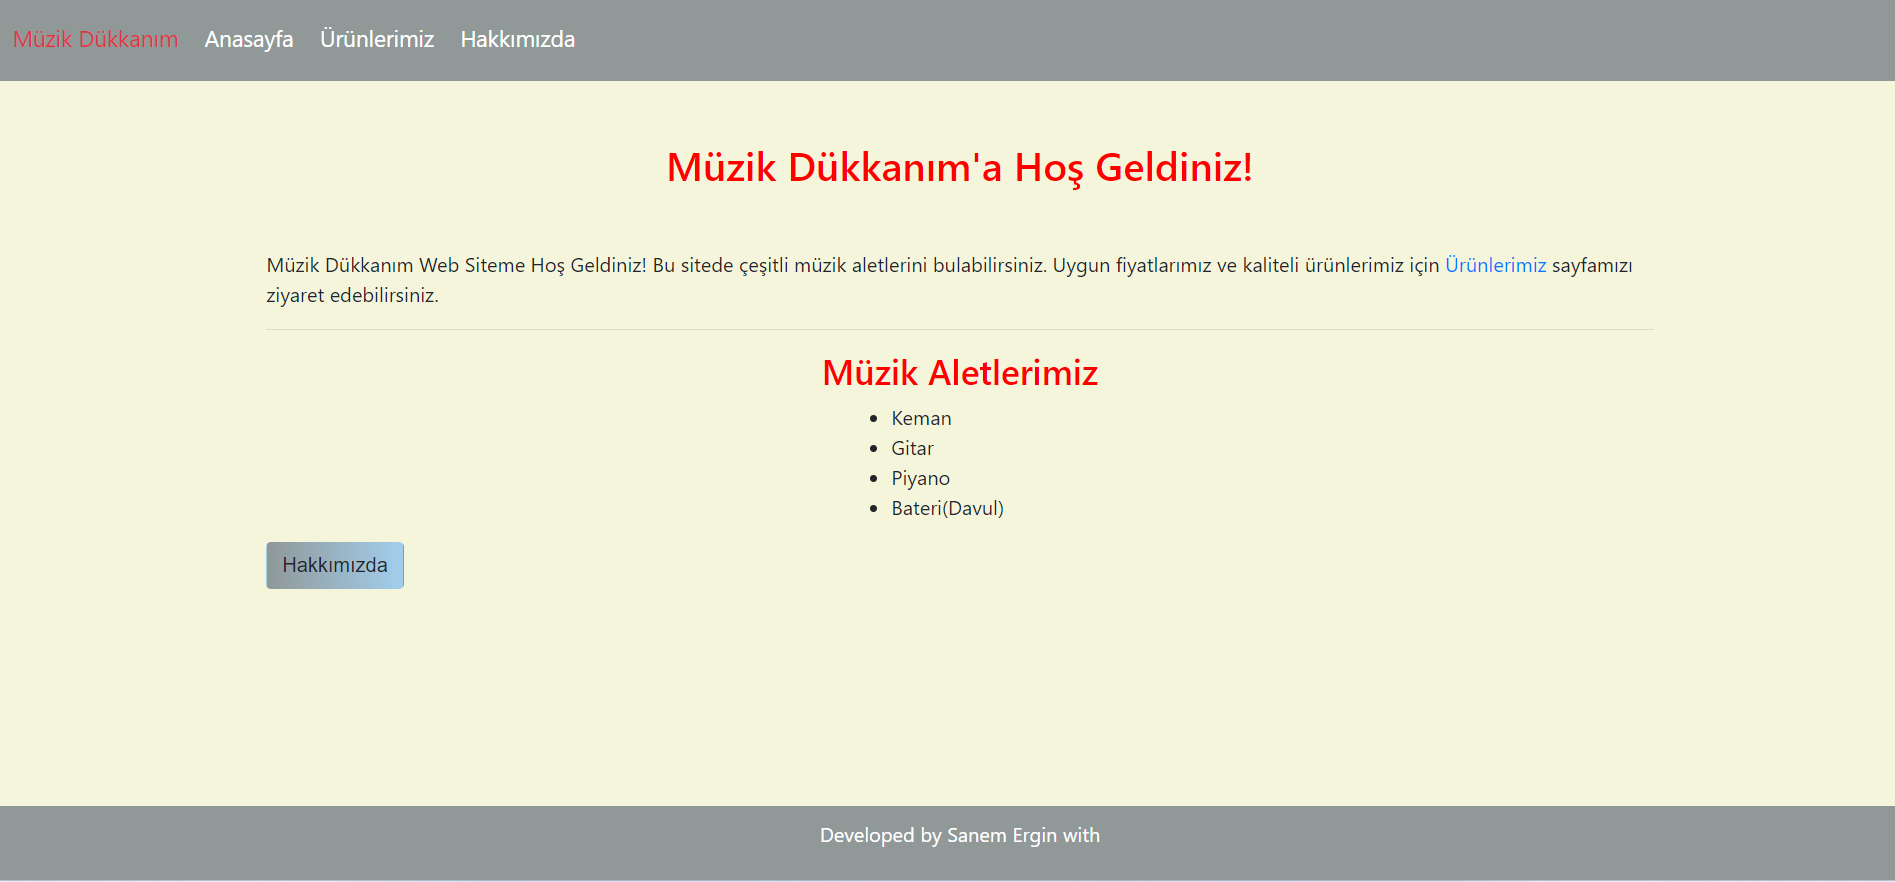 Müzik Dükkanım Anasayfa Ürünlerimiz Hakkımızda
Müzik Dükkanım'a Hoş Geldiniz!
Müzik Dükkanım Web Siteme Hoş Geldiniz! Bu sitede çeşitli müzik aletlerini bulabilirsiniz. Uygun fiyatlarımız ve kaliteli ürünlerimiz için Ürünlerimiz sayfamızı
ziyaret edebilirsiniz.
Müzik Aletlerimiz
• Keman
• Gitar
• Piyano
• Bateri(Davul)
Hakkımızda
Developed by Sanem Ergin with